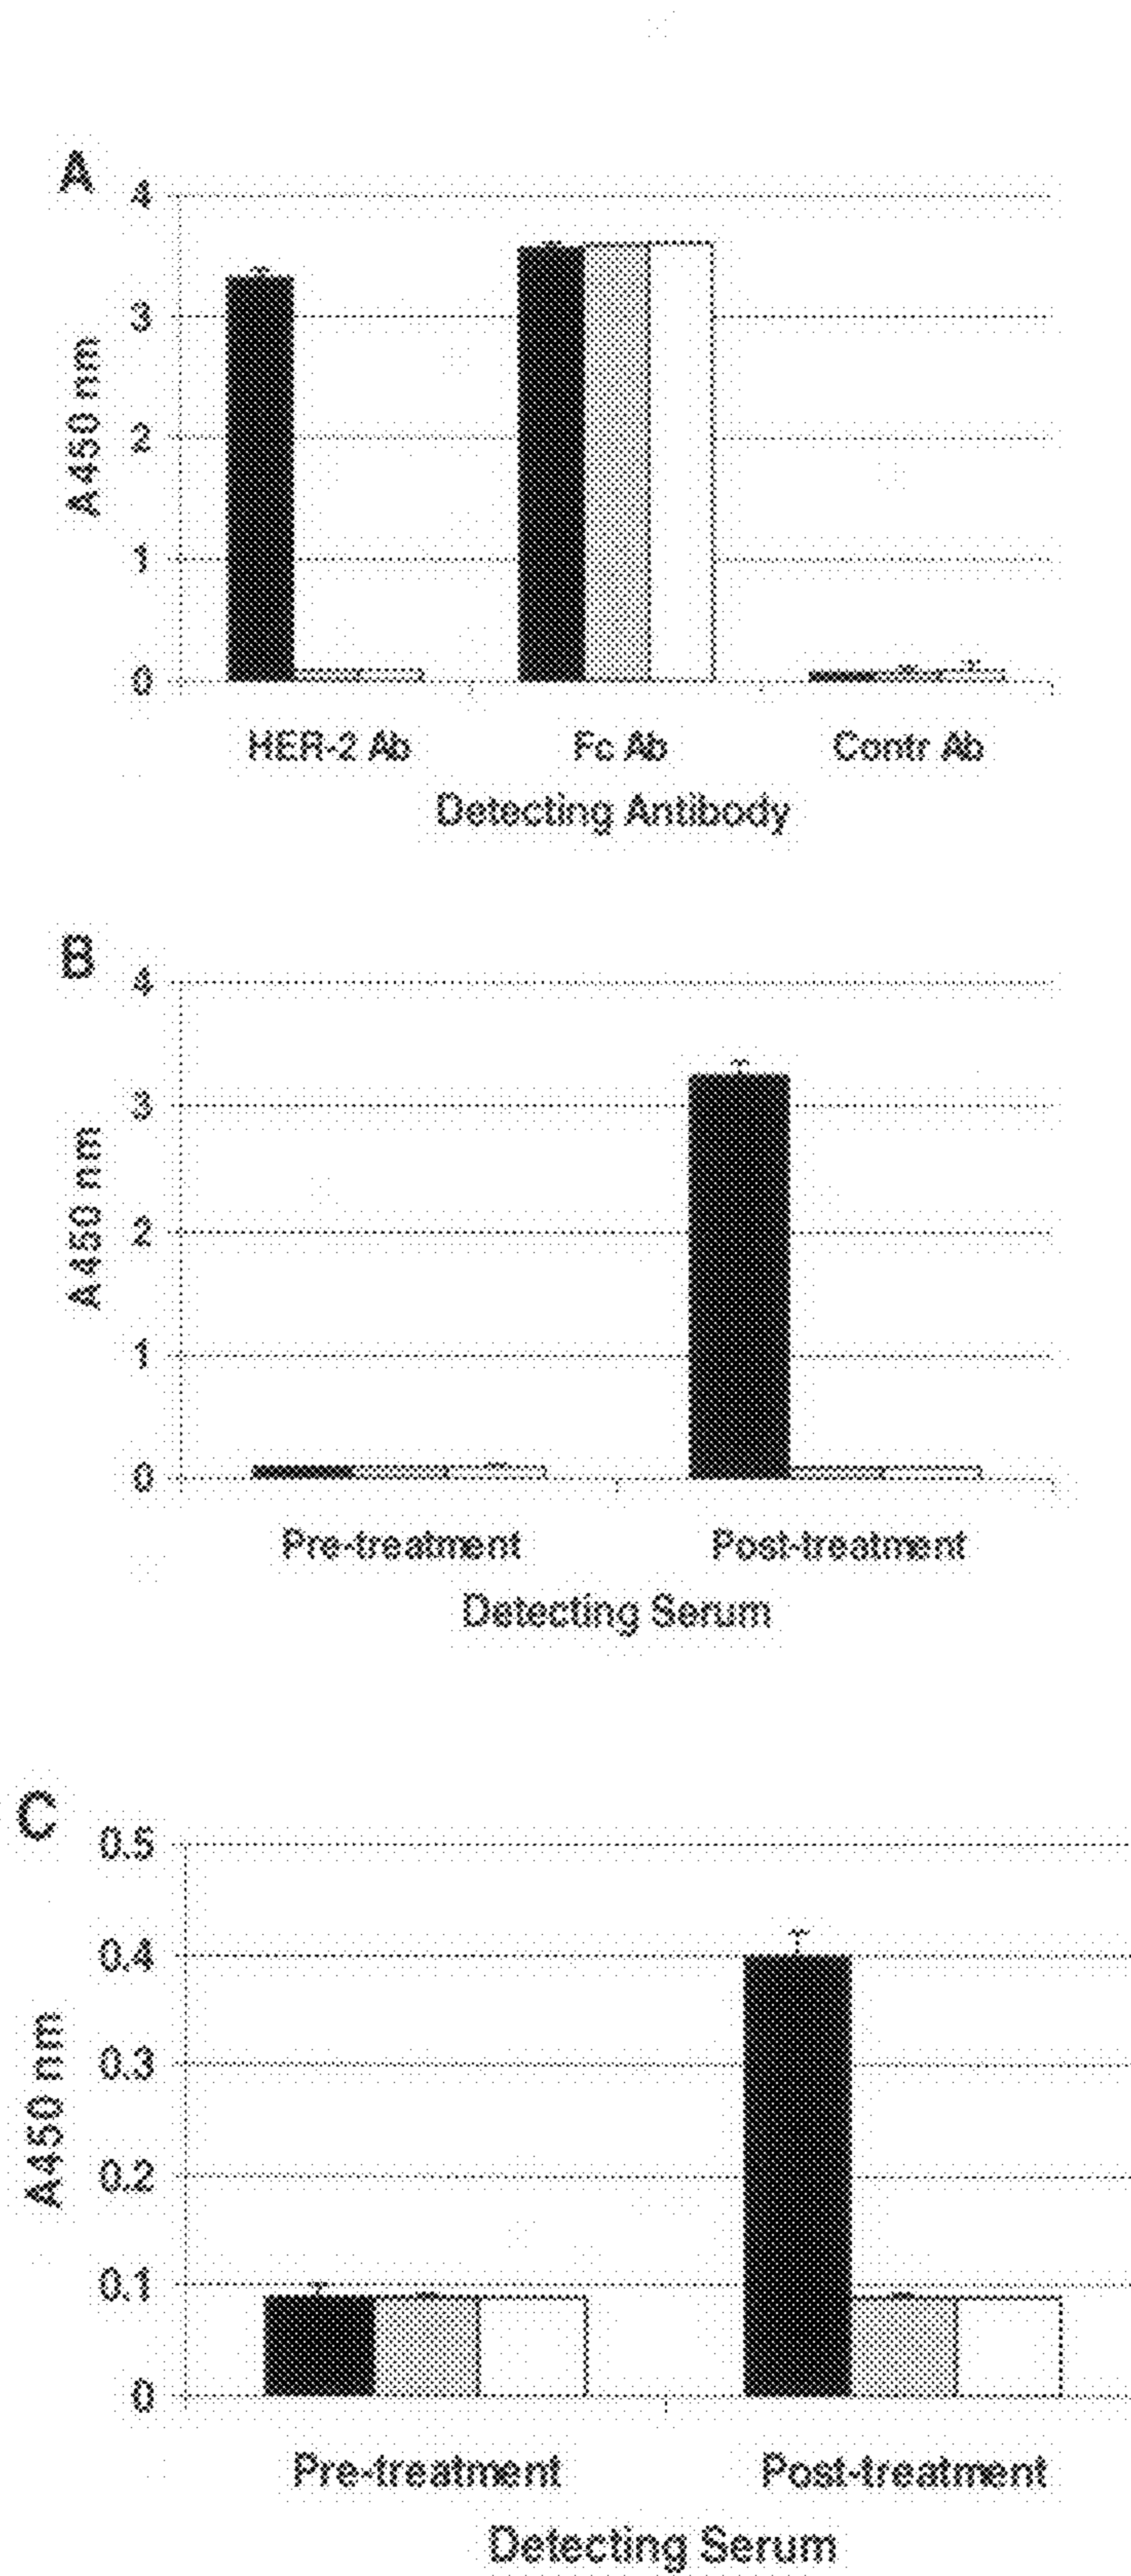 A
4
3
2
1
0
A450 nm
HER-2 Ab
Fc Ab
Contr Ab
Detecting Antibody
B
4
3
2
1
0
A450 nm
Pre-treatment
Post-treatment
Detecting Serum
C
0.5
0.4
0.3
0.2
0.1
0
A450 nm
Pre-treatment
Post-treatment
Detecting Serum